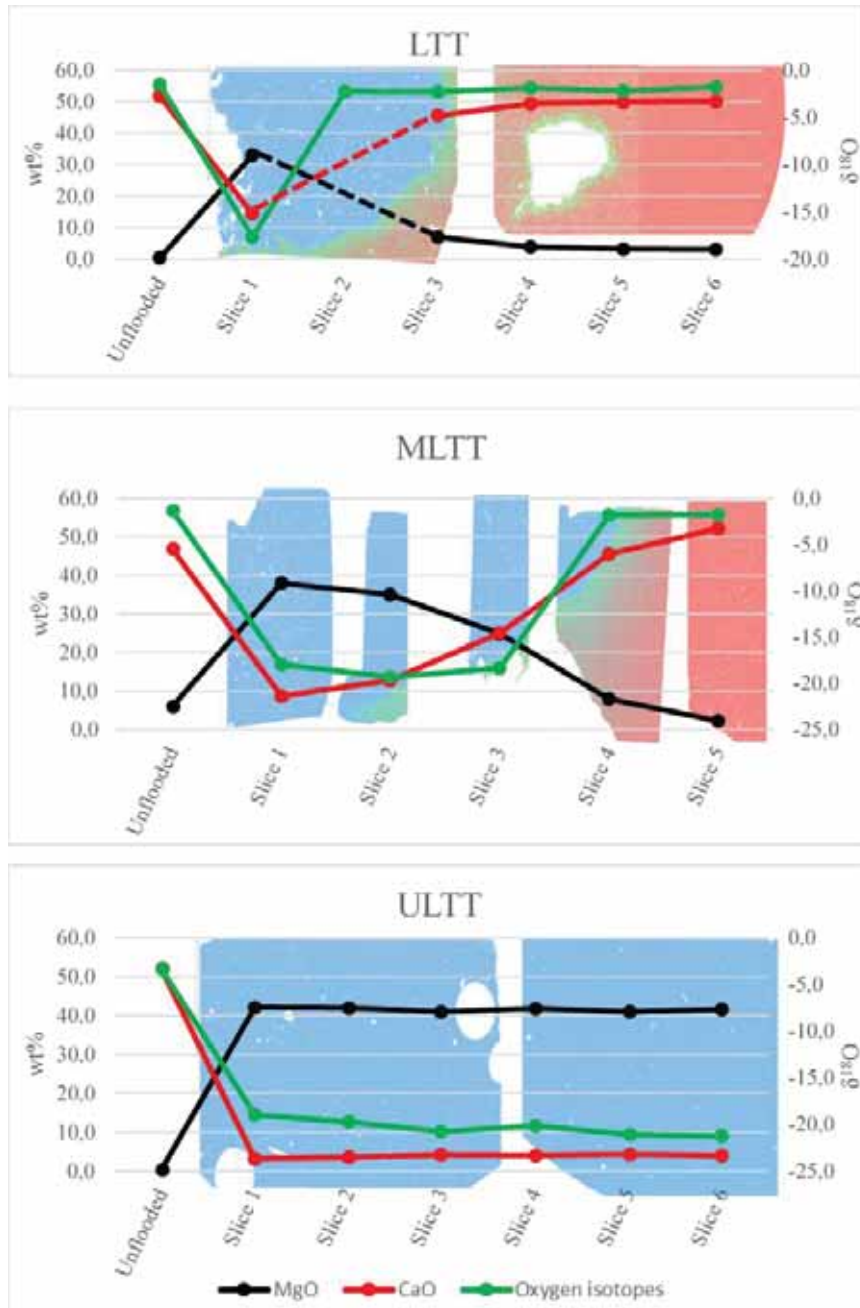 LTT
60,0 0,0
50,0 -5,0
40,0
30,0 -10,0
20,0 -15,0
10,0
0,0 -20,0
wt%
δ¹⁸O
Unflooded Slice 1 Slice 2 Slice 3 Slice 4 Slice 5 Slice 6
MLTT
60,0 0,0
50,0 -5,0
40,0 -10,0
30,0 -15,0
20,0 -20,0
10,0 -25,0
0,0
wt%
δ¹⁸O
Unflooded Slice 1 Slice 2 Slice 3 Slice 4 Slice 5
ULTT
60,0 0,0
50,0 -5,0
40,0 -10,0
30,0 -15,0
20,0 -20,0
10,0 -25,0
0,0
wt%
δ¹⁸O
Unflooded Slice 1 Slice 2 Slice 3 Slice 4 Slice 5 Slice 6
MgO CaO Oxygen isotopes